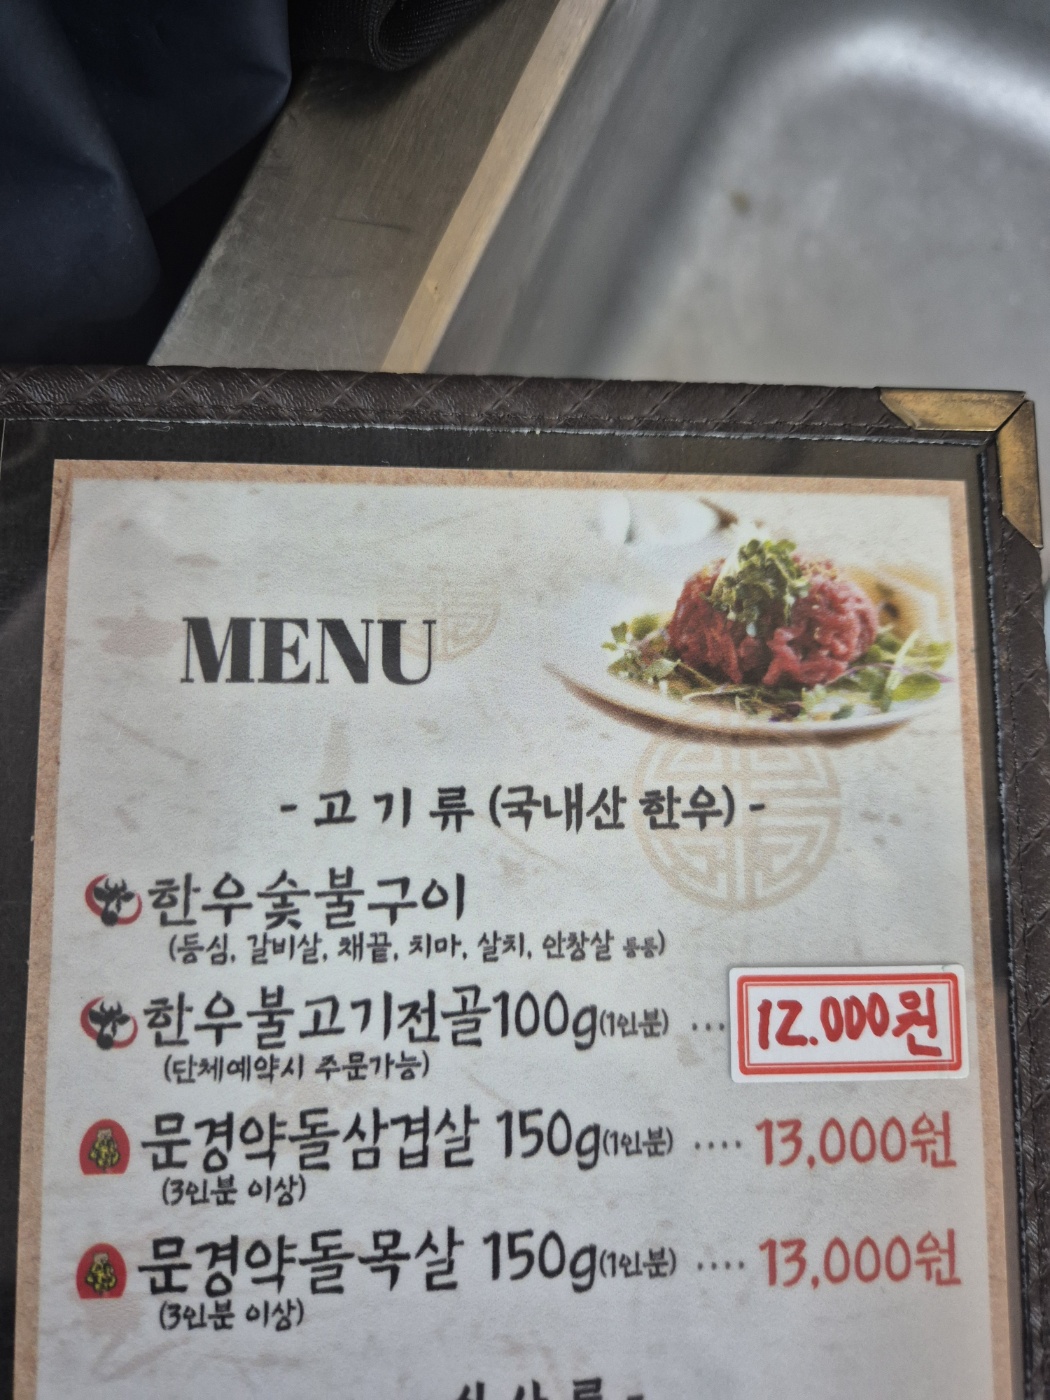 MENU
- 고기류 (국내산 한우) -
한우숯불구이
(등심, 갈비살, 채끝, 치마, 살치, 안창살 등등)
한우불고기전골100g(1인분) ... 12.000원
(단체예약시 주문가능)
문경약돌삼겹살 150g(1인분) .... 13,000원
(3인분 이상)
문경약돌목살 150g(1인분) .... 13,000원
(3인분 이상)